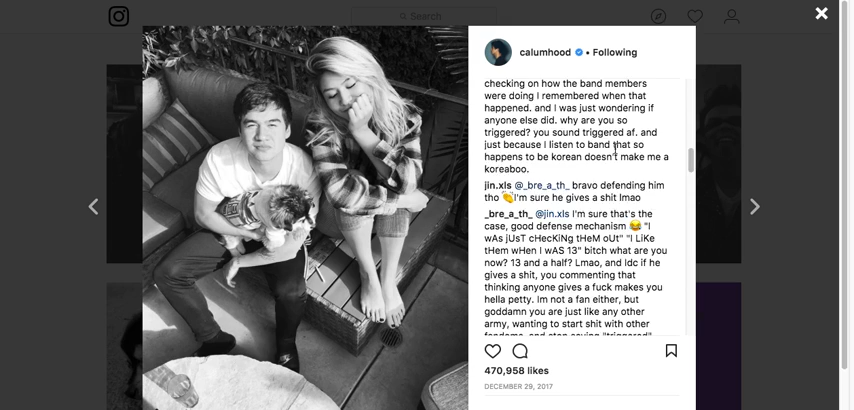 Search
calumhood • Following
checking on how the band members
were doing I remembered when that
happened. and I was just wondering if
anyone else did. why are you so
triggered? you sound triggered af. and
just because I listen to band that so
happens to be korean doesn't make me a
koreaboo.
jin.xls @_bre_a_th_ bravo defending him
tho 👏I'm sure he gives a shit lmao
_bre_a_th_ @jin.xls I'm sure that's the
case, good defense mechanism 😂 "I
wAs jUsT cHecKiNg tHeM oUt" "I LiKe
tHem wHen I wAS 13" bitch what are you
now? 13 and a half? Lmao, and Idc if he
gives a shit, you commenting that
thinking anyone gives a fuck makes you
hella petty. Im not a fan either, but
goddamn you are just like any other
army, wanting to start shit with other
fandoms, and stop saying "triggered"
470,958 likes
DECEMBER 29, 2017